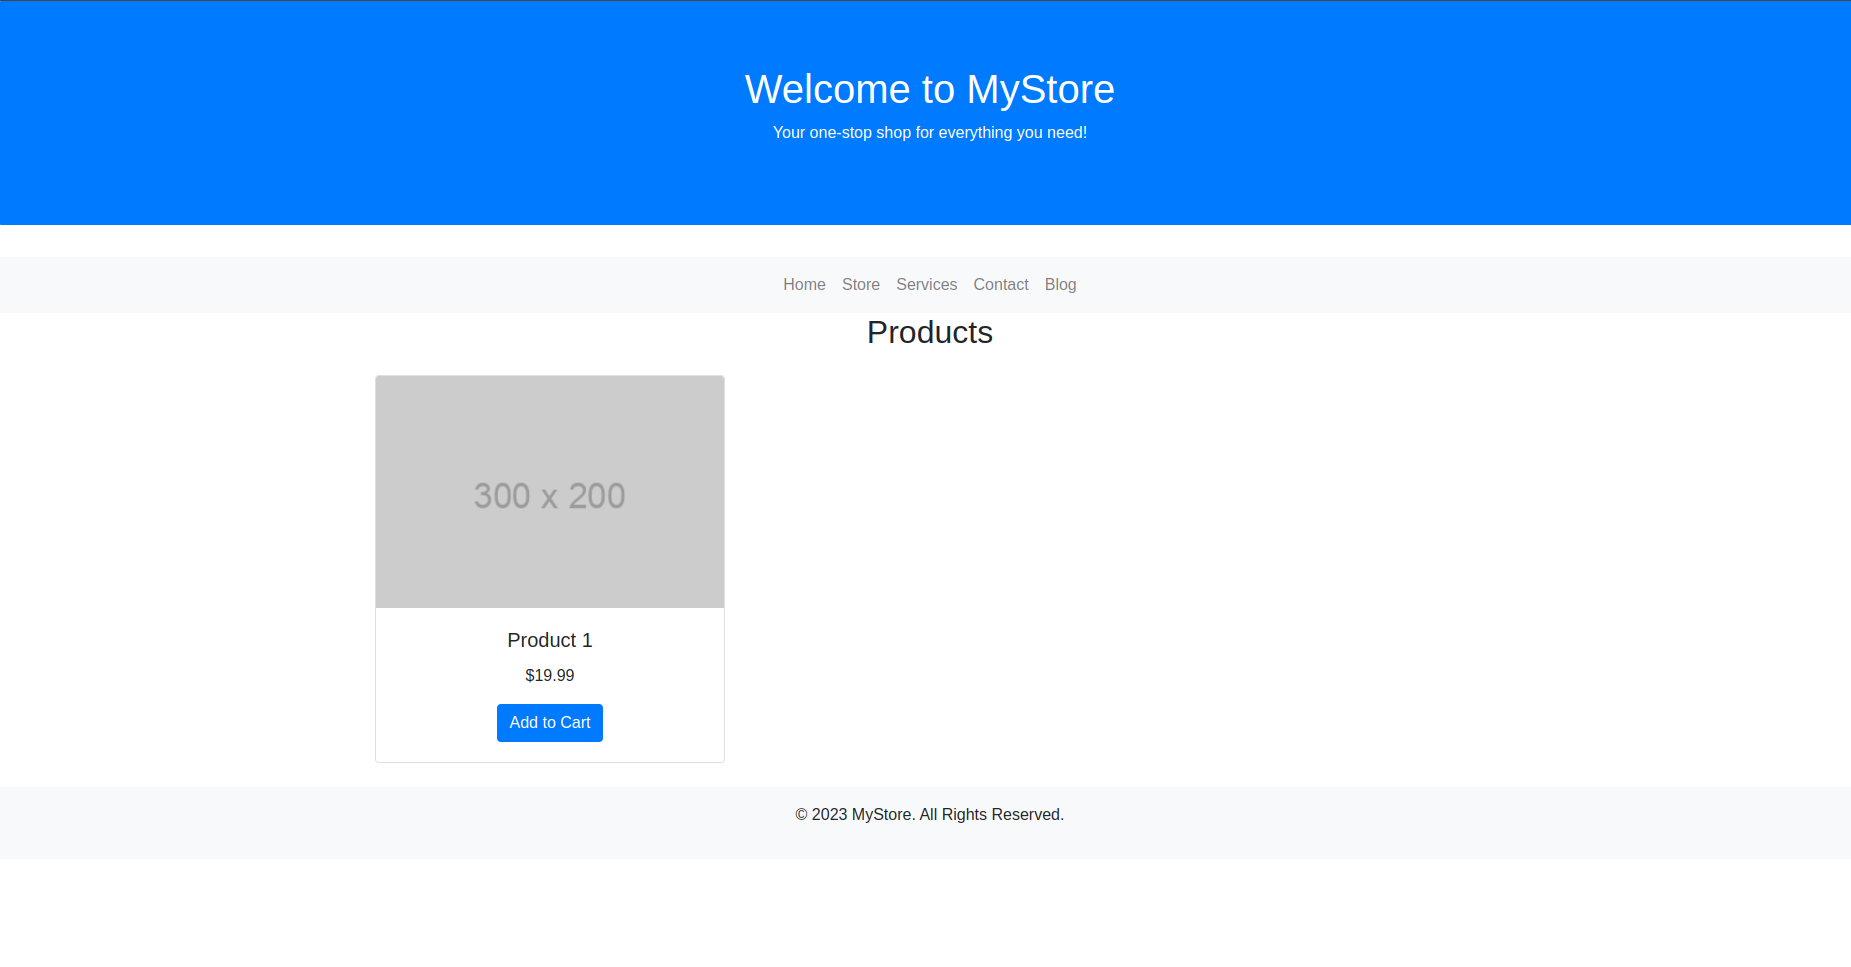 Welcome to MyStore
Your one-stop shop for everything you need!
Home Store Services Contact Blog
Products
300 x 200
Product 1
$19.99
Add to Cart
© 2023 MyStore. All Rights Reserved.